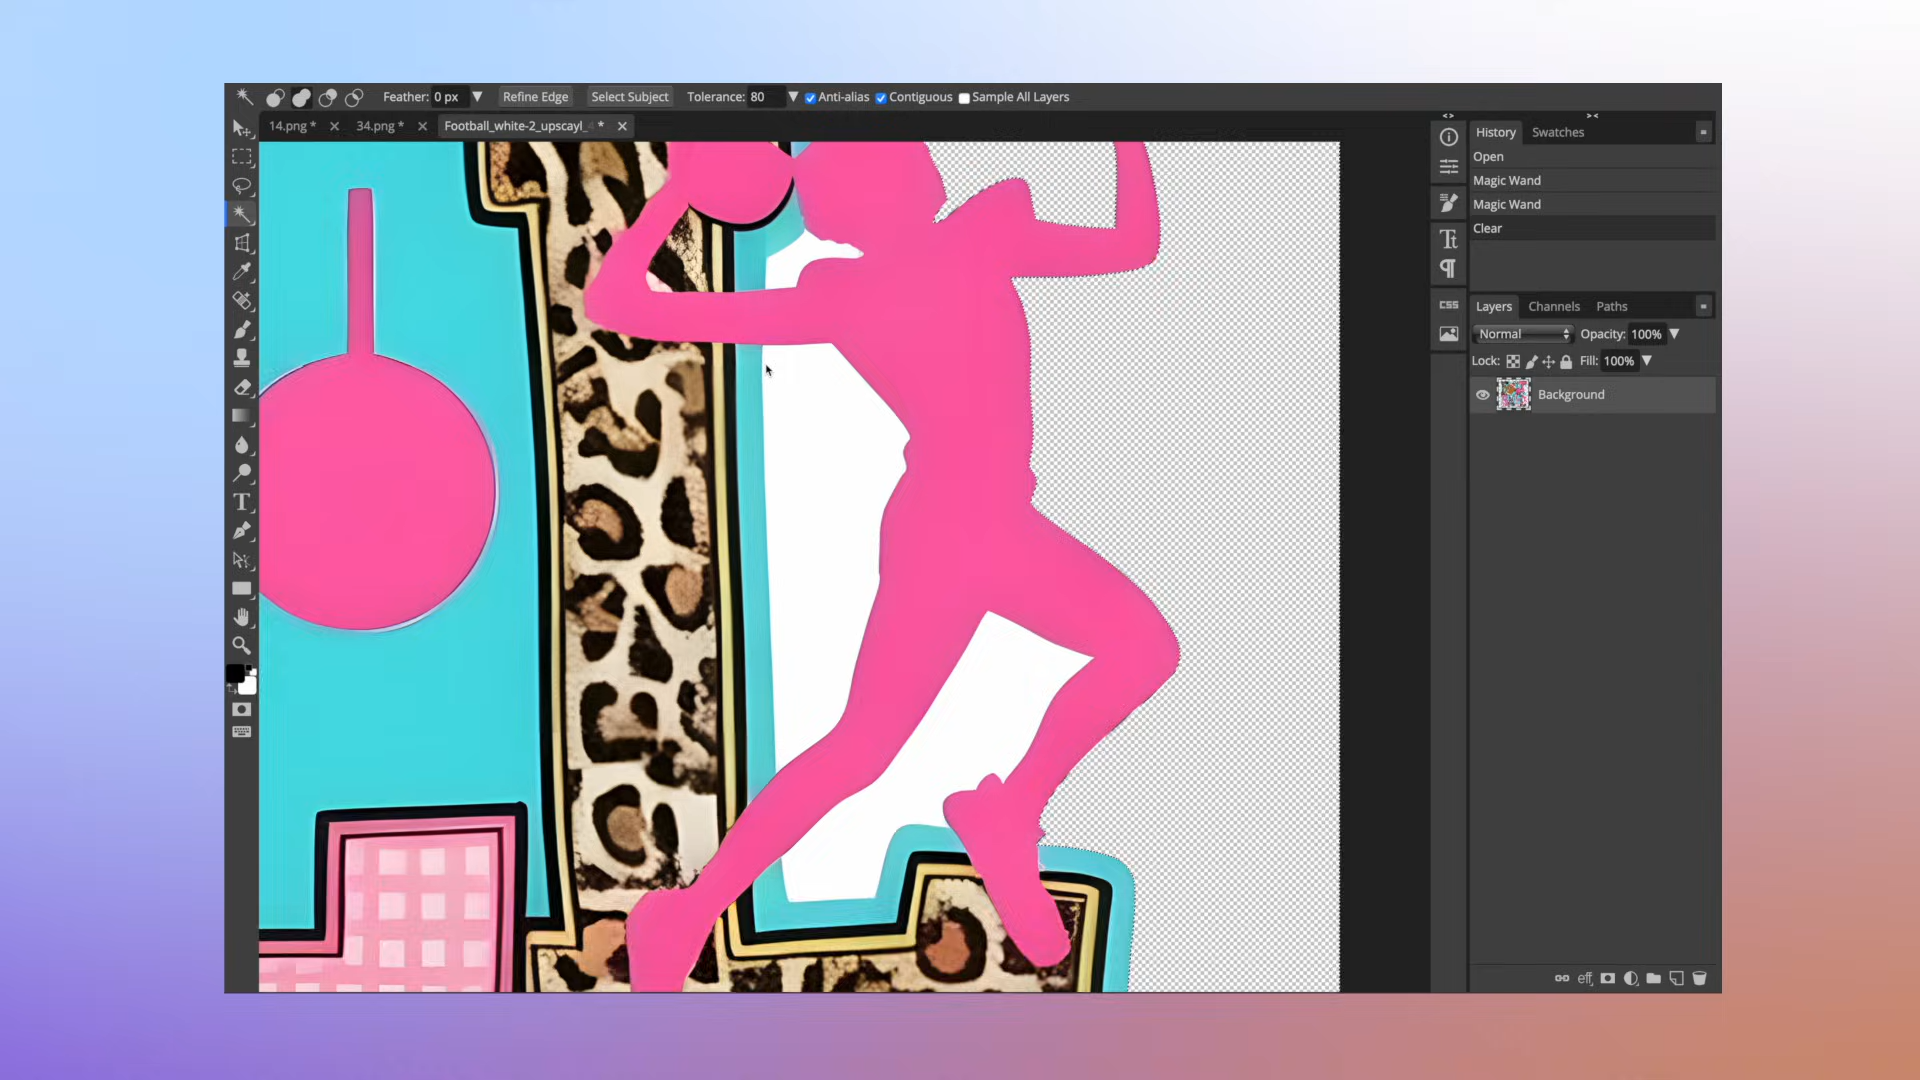 Feather: 0 px Refine Edge Select Subject Tolerance: 80 Anti-alias Contiguous Sample All Layers
14.png * 34.png * Football_white-2_upscayl_ *
History Swatches
Open
Magic Wand
Magic Wand
Clear
Layers Channels Paths
Normal Opacity: 100%
Lock: Fill: 100%
Background
CSS
eff